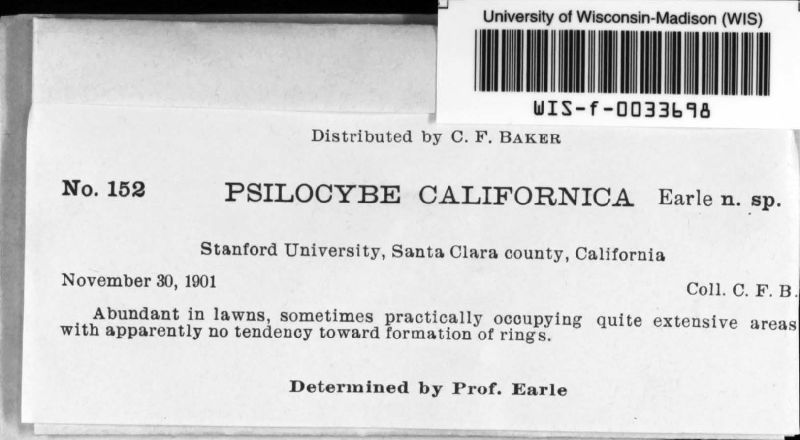 University of Wisconsin-Madison (WIS)
WIS-f-0033698
Distributed by C. F. BAKER
No. 152 PSILOCYBE CALIFORNICA Earle n. sp.
Stanford University, Santa Clara county, California
November 30, 1901
Coll. C. F. B.
Abundant in lawns, sometimes practically occupying quite extensive areas
with apparently no tendency toward formation of rings.
Determined by Prof. Earle